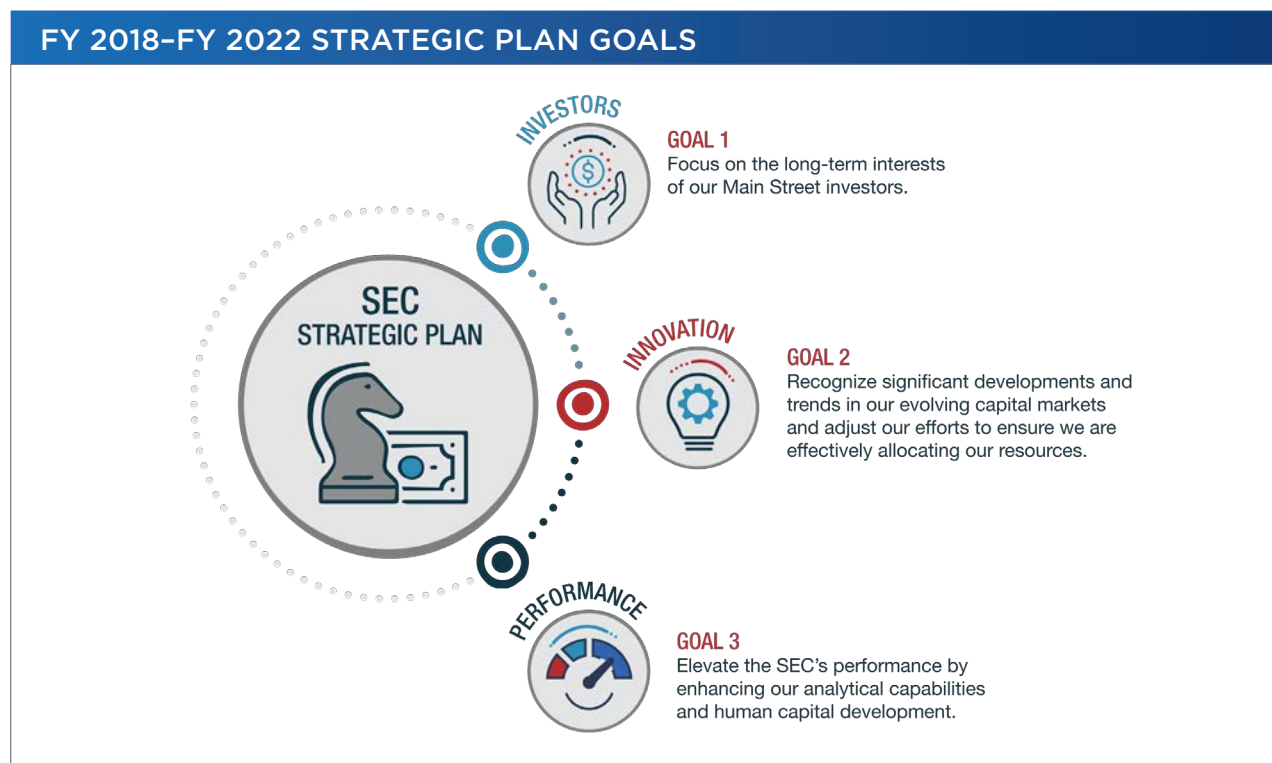 FY 2018–FY 2022 STRATEGIC PLAN GOALS
INVESTORS
GOAL 1
Focus on the long-term interests
of our Main Street investors.
$
SEC
STRATEGIC PLAN
INNOVATION
GOAL 2
Recognize significant developments and
trends in our evolving capital markets
and adjust our efforts to ensure we are
effectively allocating our resources.
PERFORMANCE
GOAL 3
Elevate the SEC’s performance by
enhancing our analytical capabilities
and human capital development.